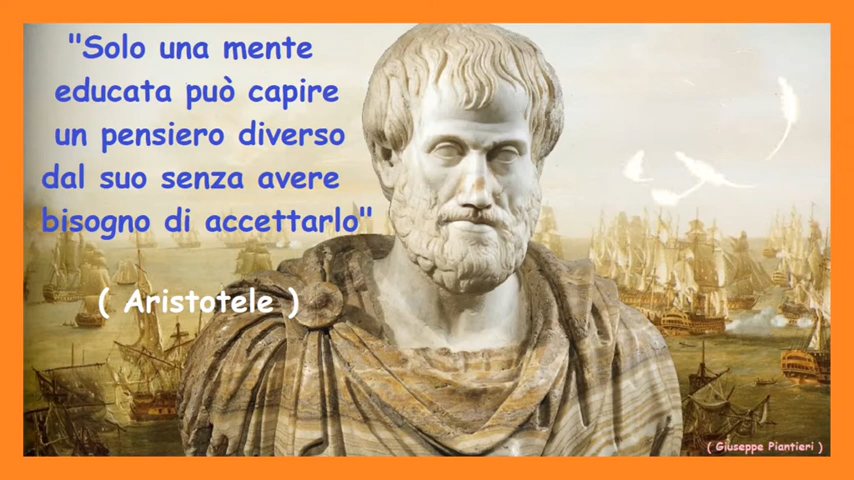 "Solo una mente
educata può capire
un pensiero diverso
dal suo senza avere
bisogno di accettarlo"
( Aristotele )
( Giuseppe Piantieri )